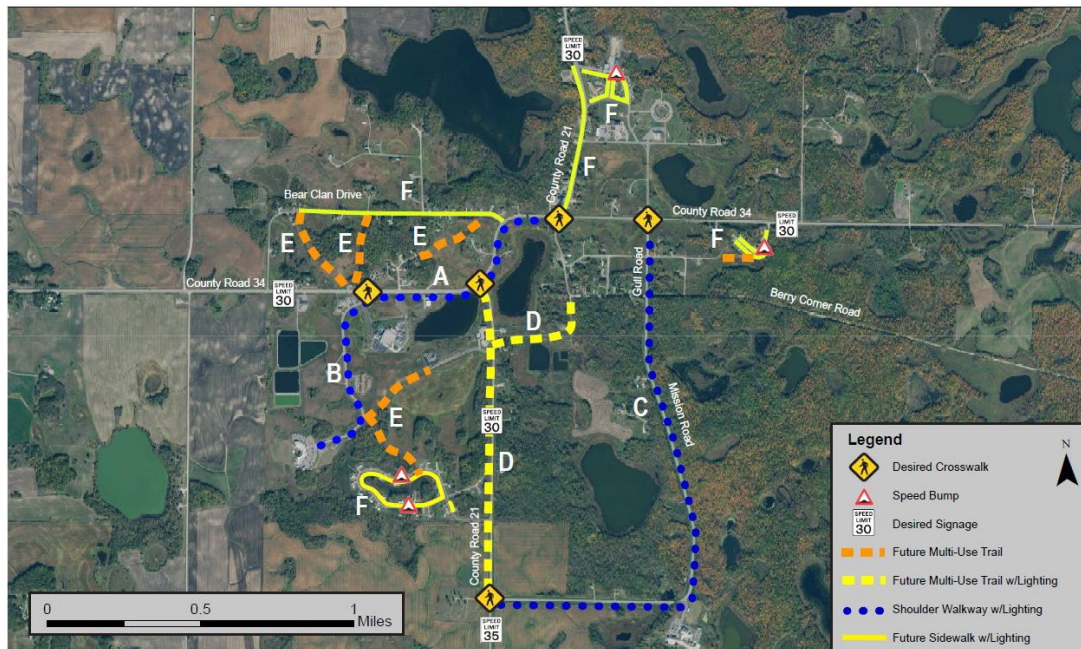 SPEED
LIMIT
30
F
County Road 21
F
Bear Clan Drive
F
County Road 34
SPEED
LIMIT
30
F
E
E
E
A
County Road 34
SPEED
LIMIT
30
Gull Road
Berry Corner Road
D
B
E
C
Mission Road
SPEED
LIMIT
30
D
F
County Road 21
SPEED
LIMIT
35
0
0.5
1
Miles
Legend
N
Desired Crosswalk
Speed Bump
SPEED
LIMIT
30
Desired Signage
Future Multi-Use Trail
Future Multi-Use Trail w/Lighting
Shoulder Walkway w/Lighting
Future Sidewalk w/Lighting